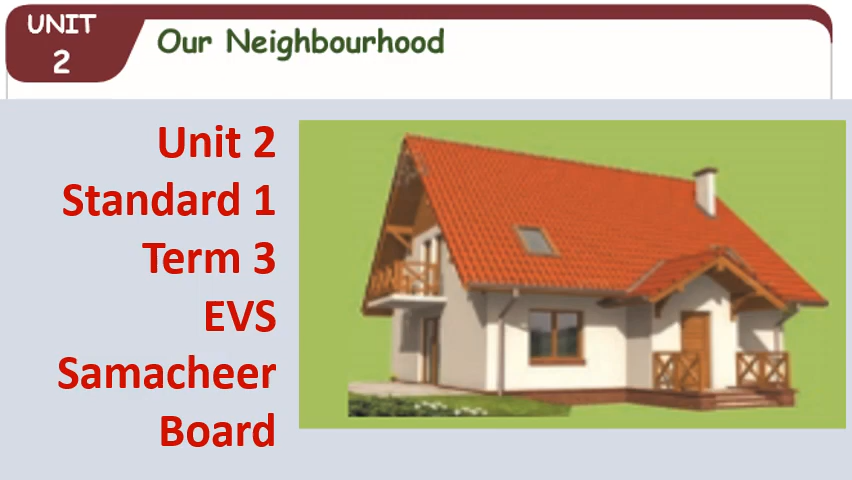 UNIT
2
Our Neighbourhood
Unit 2
Standard 1
Term 3
EVS
Samacheer
Board